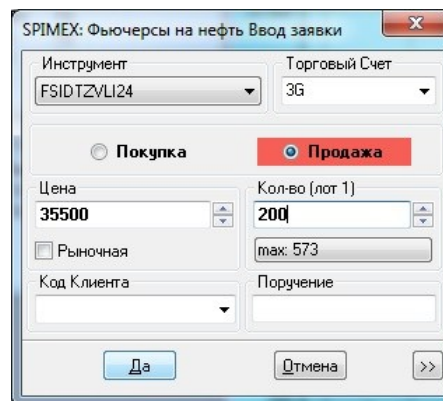 SPIMEX: Фьючерсы на нефть Ввод заявки
Инструмент
Торговый Счет
FSIDTZVLI24
3G
Покупка
Продажа
Цена
Кол-во (лот 1)
35500
200
Рыночная
max: 573
Код Клиента
Поручение
Да
Отмена
>>